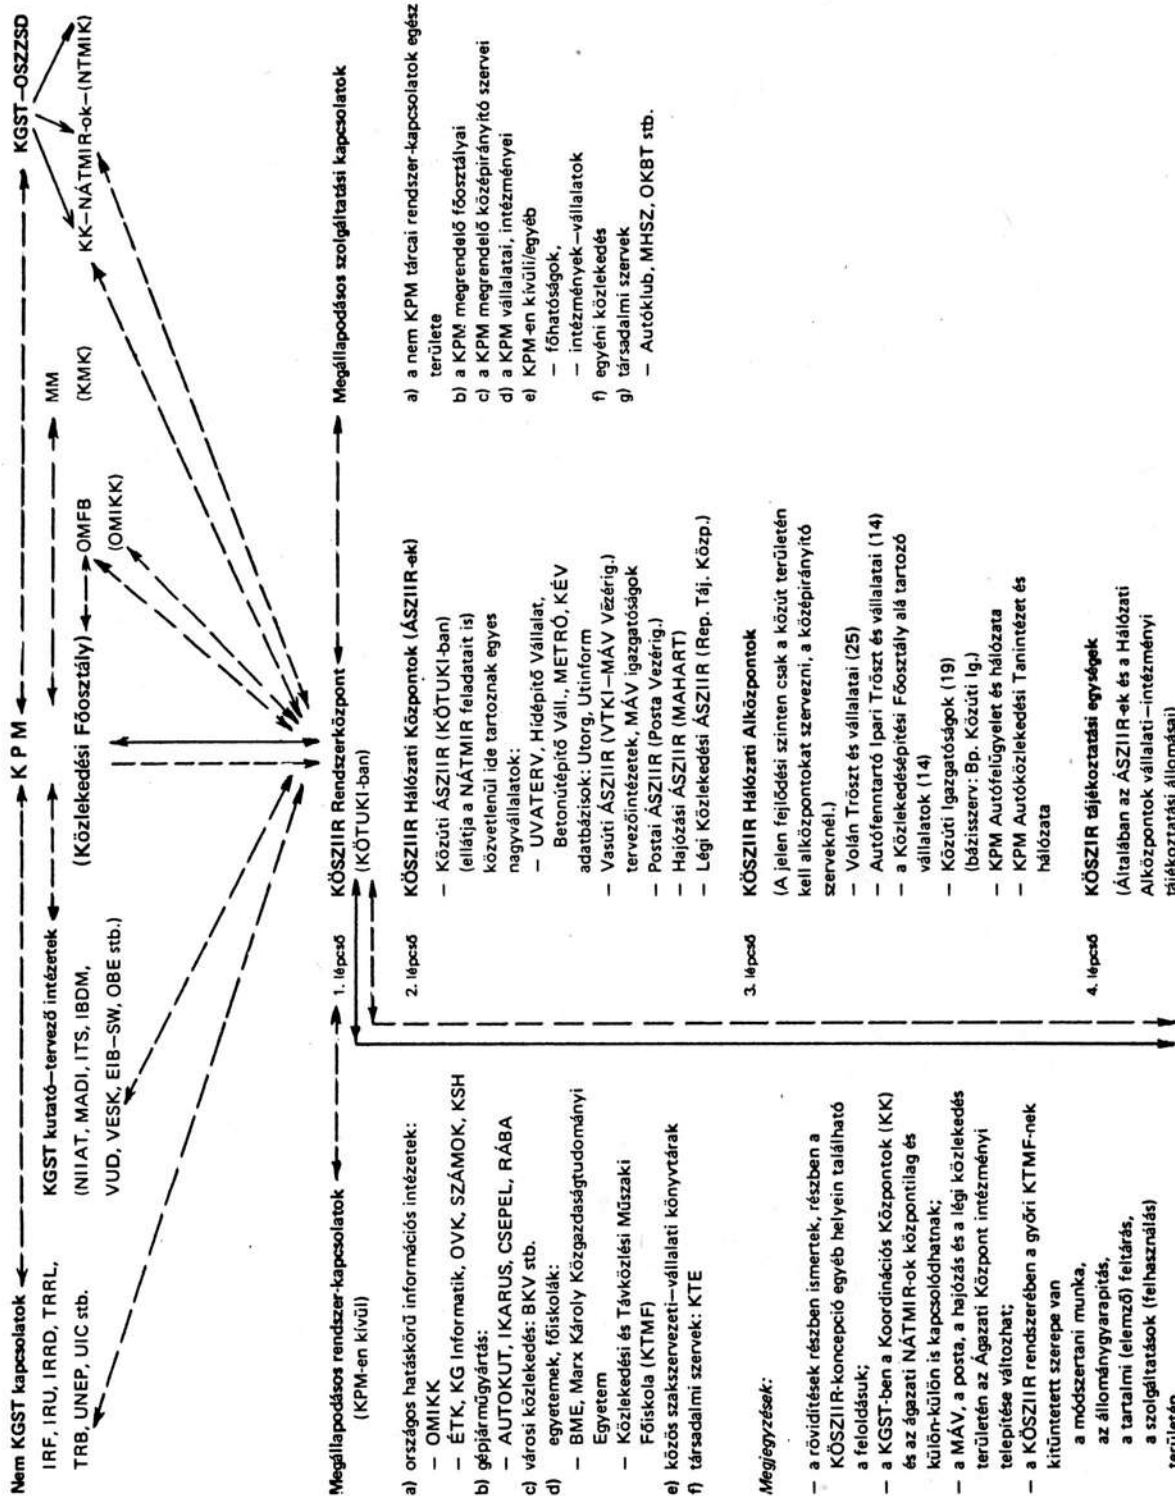 Nem KGST kapcsolatok
K P M
KGST–OSZZSD
IRF, IRU, IRRD, TRRL,
TRB, UNEP, UIC stb.
KGST kutató–tervező intézetek
(NIIAT, MADI, ITS, IBDM,
VUD, VESK, EIB–SW, OBE stb.)
(Közlekedési Főosztály)
OMFB
(OMIKK)
MM
(KMK)
KK–NÁTMIR-ok–(NTMIK)
Megállapodásos rendszer-kapcsolatok
(KPM-en kívül)
a) országos hatáskörű információs intézetek:
– OMIKK
– ÉTK, KG Informatik, OVK, SZÁMOK, KSH
b) gépjárműgyártás:
– AUTOKUT, IKARUS, CSEPEL, RÁBA
c) városi közlekedés: BKV stb.
d) egyetemek, főiskolák:
– BME, Marx Károly Közgazdaságtudományi
Egyetem
– Közlekedési és Távközlési Műszaki
Főiskola (KTMF)
e) közös szakszervezeti–vállalati könyvtárak
f) társadalmi szervek: KTE
Megjegyzések:
– a rövidítések részben ismertek, részben a
KÖSZIIR-koncepció egyéb helyein található
a feloldásuk;
– a KGST-ben a Koordinációs Központok (KK)
és az ágazati NÁTMIR-ok központilag és
külön-külön is kapcsolódhatnak;
– a MÁV, a posta, a hajózás és a légi közlekedés
területén az Ágazati Központ intézményi
telepítése változhat;
– a KÖSZIIR rendszerében a győri KTMF-nek
kitüntetett szerepe van
a módszertani munka,
az állománygyarapítás,
a tartalmi (elemző) feltárás,
a szolgáltatások (felhasználás)
területén
1. lépcső
KÖSZIIR Rendszerközpont
(KÖTUKI-ban)
2. lépcső
KÖSZIIR Hálózati Központok (ÁSZIIR-ek)
– Közúti ÁSZIIR (KÖTUKI-ban)
(ellátja a NÁTMIR feladatait is)
közvetlenül ide tartoznak egyes
nagyvállalatok:
– UVATERV, Hidépítő Vállalat,
Betonútépítő Váll., METRÓ, KÉV
adatbázisok: Utorg, Utinform
– Vasúti ÁSZIIR (VTKI–MÁV Vezérig.)
tervezőintézetek, MÁV igazgatóságok
– Postai ÁSZIIR (Posta Vezérig.)
– Hajózási ÁSZIIR (MAHART)
– Légi Közlekedési ÁSZIIR (Rep. Táj. Közp.)
3. lépcső
KÖSZIIR Hálózati Alközpontok
(A jelen fejlődési szinten csak a közút területén
kell alközpontokat szervezni, a középirányító
szerveknél.)
– Volán Tröszt és vállalatai (25)
– Autófenntartó Ipari Tröszt és vállalatai (14)
– a Közlekedésépítési Főosztály alá tartozó
vállalatok (14)
– Közúti Igazgatóságok (19)
(bázisszerv: Bp. Közúti Ig.)
– KPM Autófelügyelet és hálózata
– KPM Autóközlekedési Tanintézet és
hálózata
4. lépcső
KÖSZIIR tájékoztatási egységek
(Általában az ÁSZIIR-ek és a Hálózati
Alközpontok vállalati–intézményi
tájékoztatási állomásai)
Megállapodásos szolgáltatási kapcsolatok
a) a nem KPM tárcai rendszer-kapcsolatok egész
területe
b) a KPM megrendelő főosztályai
c) a KPM megrendelő középirányító szervei
d) a KPM vállalatai, intézményei
e) KPM-en kívüli/egyéb
– főhatóságok,
– intézmények–vállalatok
f) egyéni közlekedés
g) társadalmi szervek
– Autóklub, MHSZ, OKBT stb.